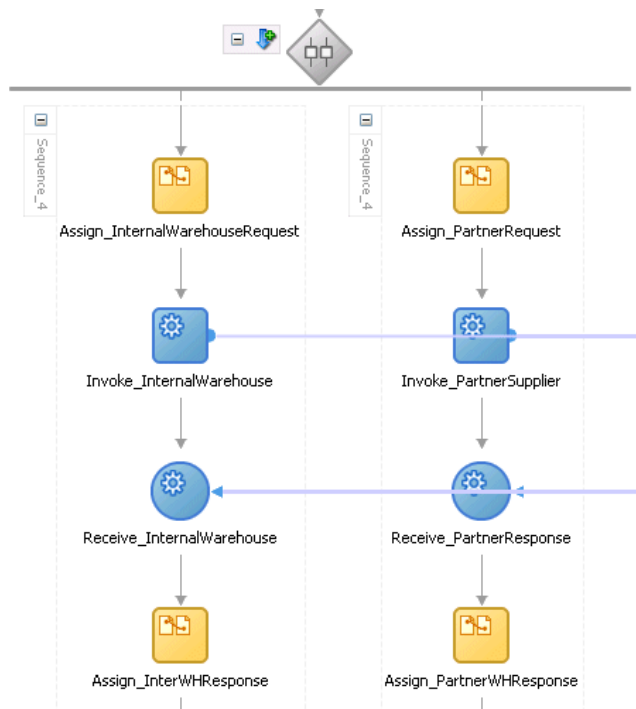 Sequence_4
Assign_InternalWarehouseRequest
Invoke_InternalWarehouse
Receive_InternalWarehouse
Assign_InterWHResponse
Sequence_4
Assign_PartnerRequest
Invoke_PartnerSupplier
Receive_PartnerResponse
Assign_PartnerWHResponse